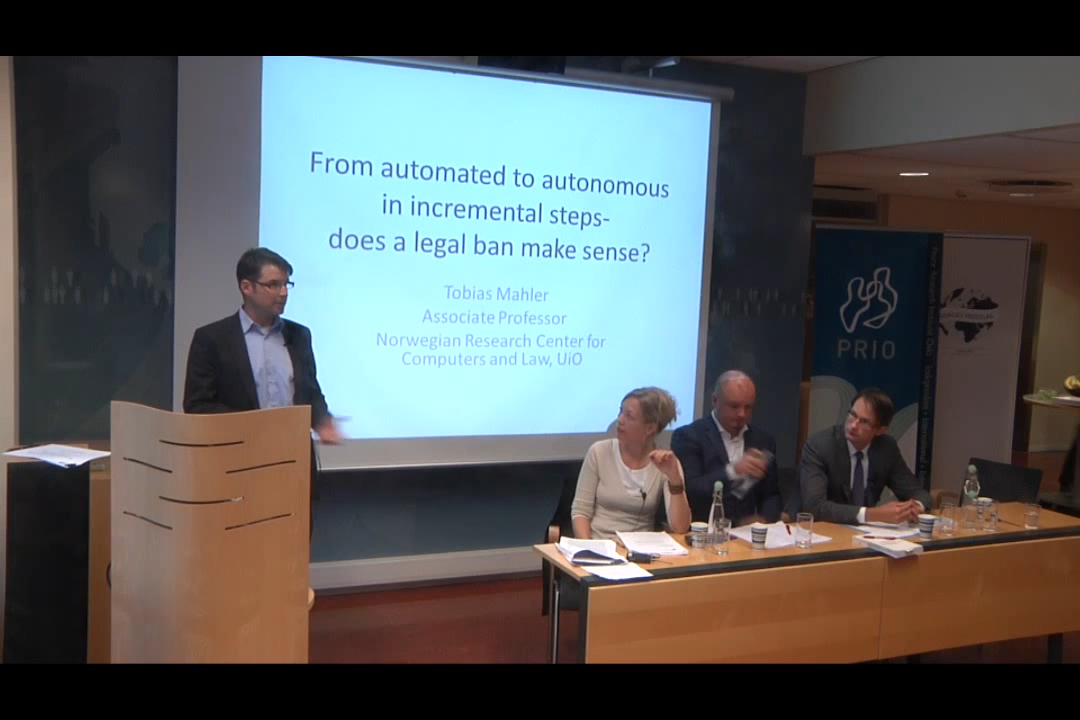 From automated to autonomous
in incremental steps-
does a legal ban make sense?
Tobias Mahler
Associate Professor
Norwegian Research Center for
Computers and Law, UiO
PRIO